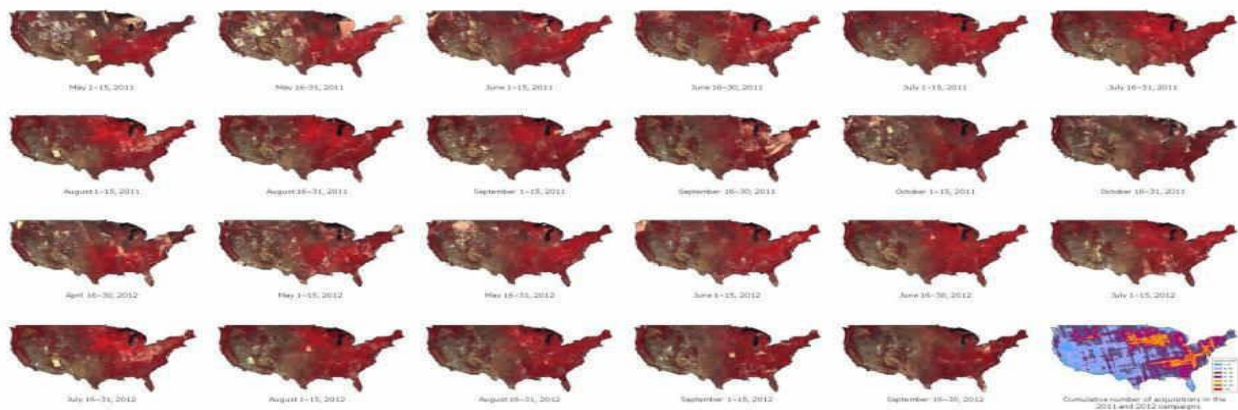 May 1-15, 2011
May 16-31, 2011
June 1-15, 2011
June 16-30, 2011
July 1-15, 2011
July 16-31, 2011
August 1-15, 2011
August 16-31, 2011
September 1-15, 2011
September 16-30, 2011
October 1-15, 2011
October 16-31, 2011
April 16-30, 2012
May 1-15, 2012
May 16-31, 2012
June 1-15, 2012
June 16-30, 2012
July 1-15, 2012
July 16-31, 2012
August 1-15, 2012
August 16-31, 2012
September 1-15, 2012
September 16-30, 2012
Cumulative number of acquisitions in the
2011 and 2012 campaigns